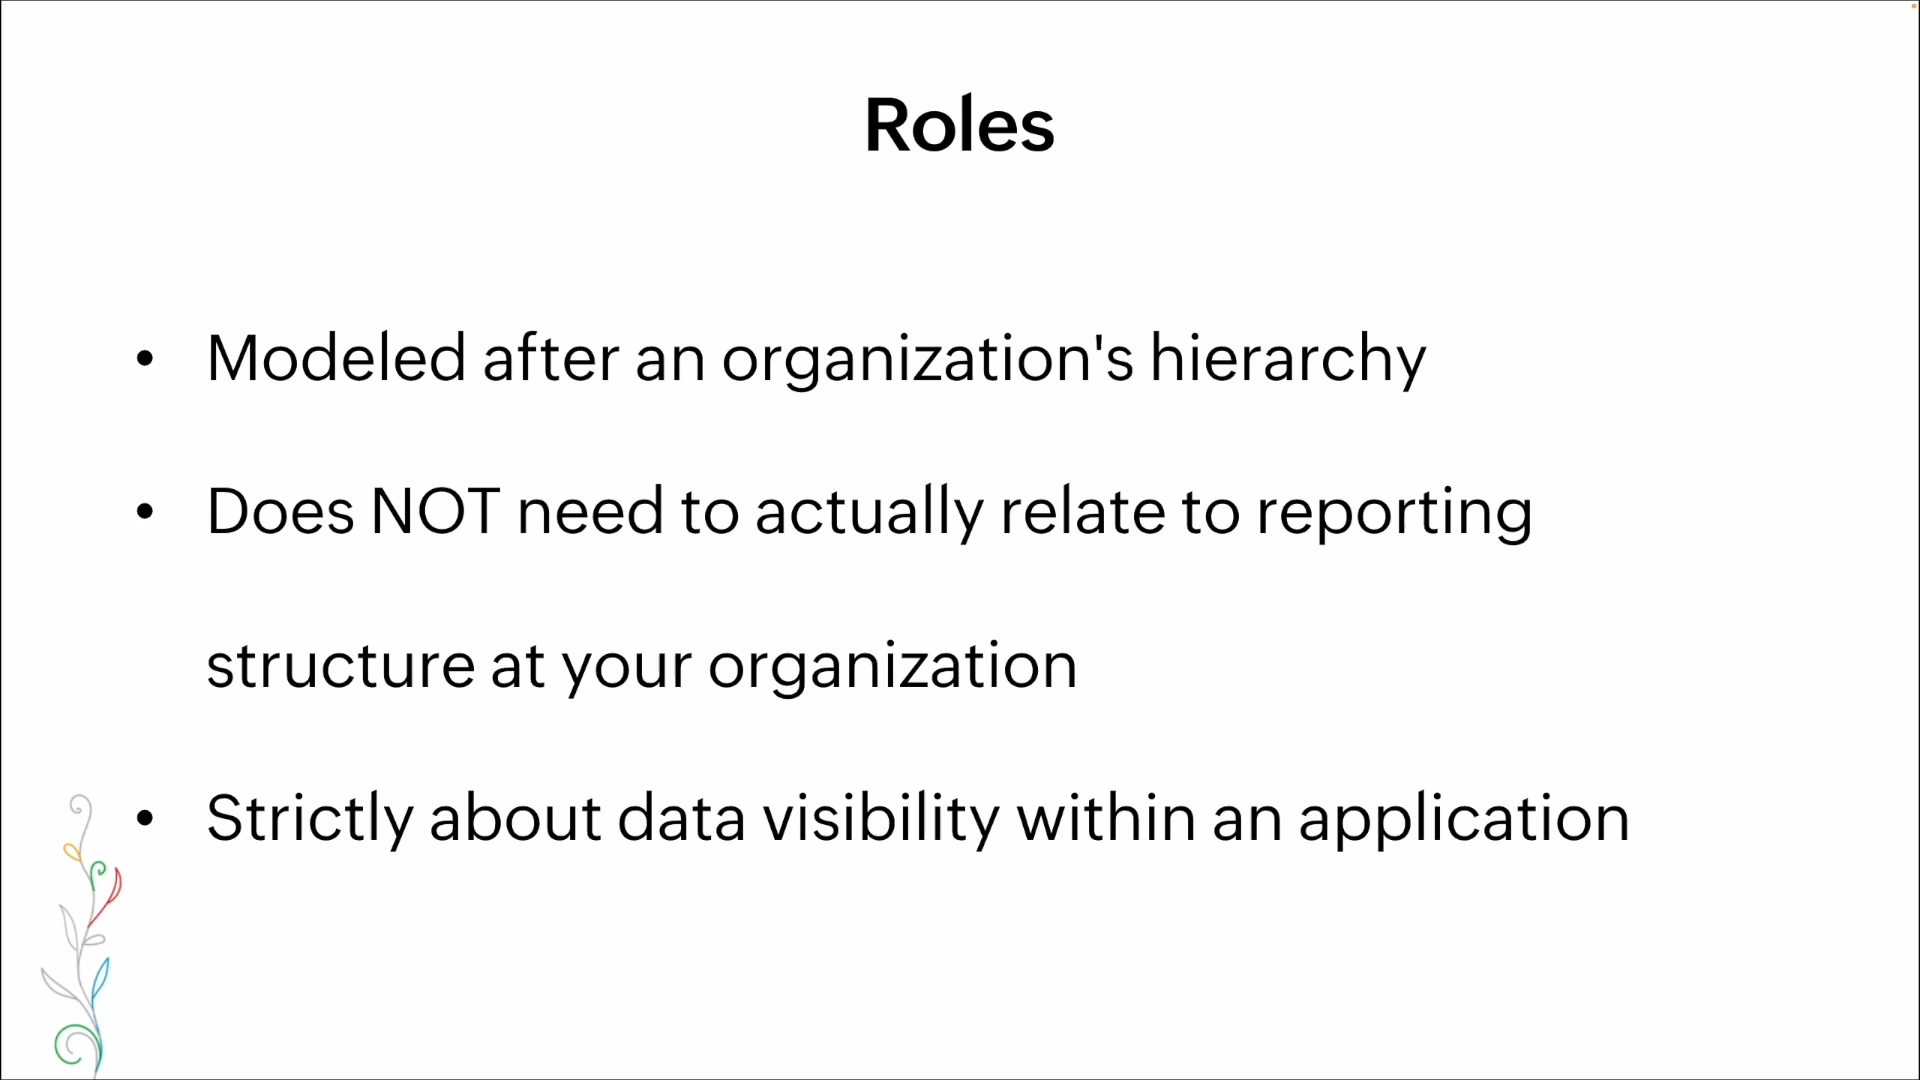 Roles
• Modeled after an organization's hierarchy
• Does NOT need to actually relate to reporting
structure at your organization
• Strictly about data visibility within an application